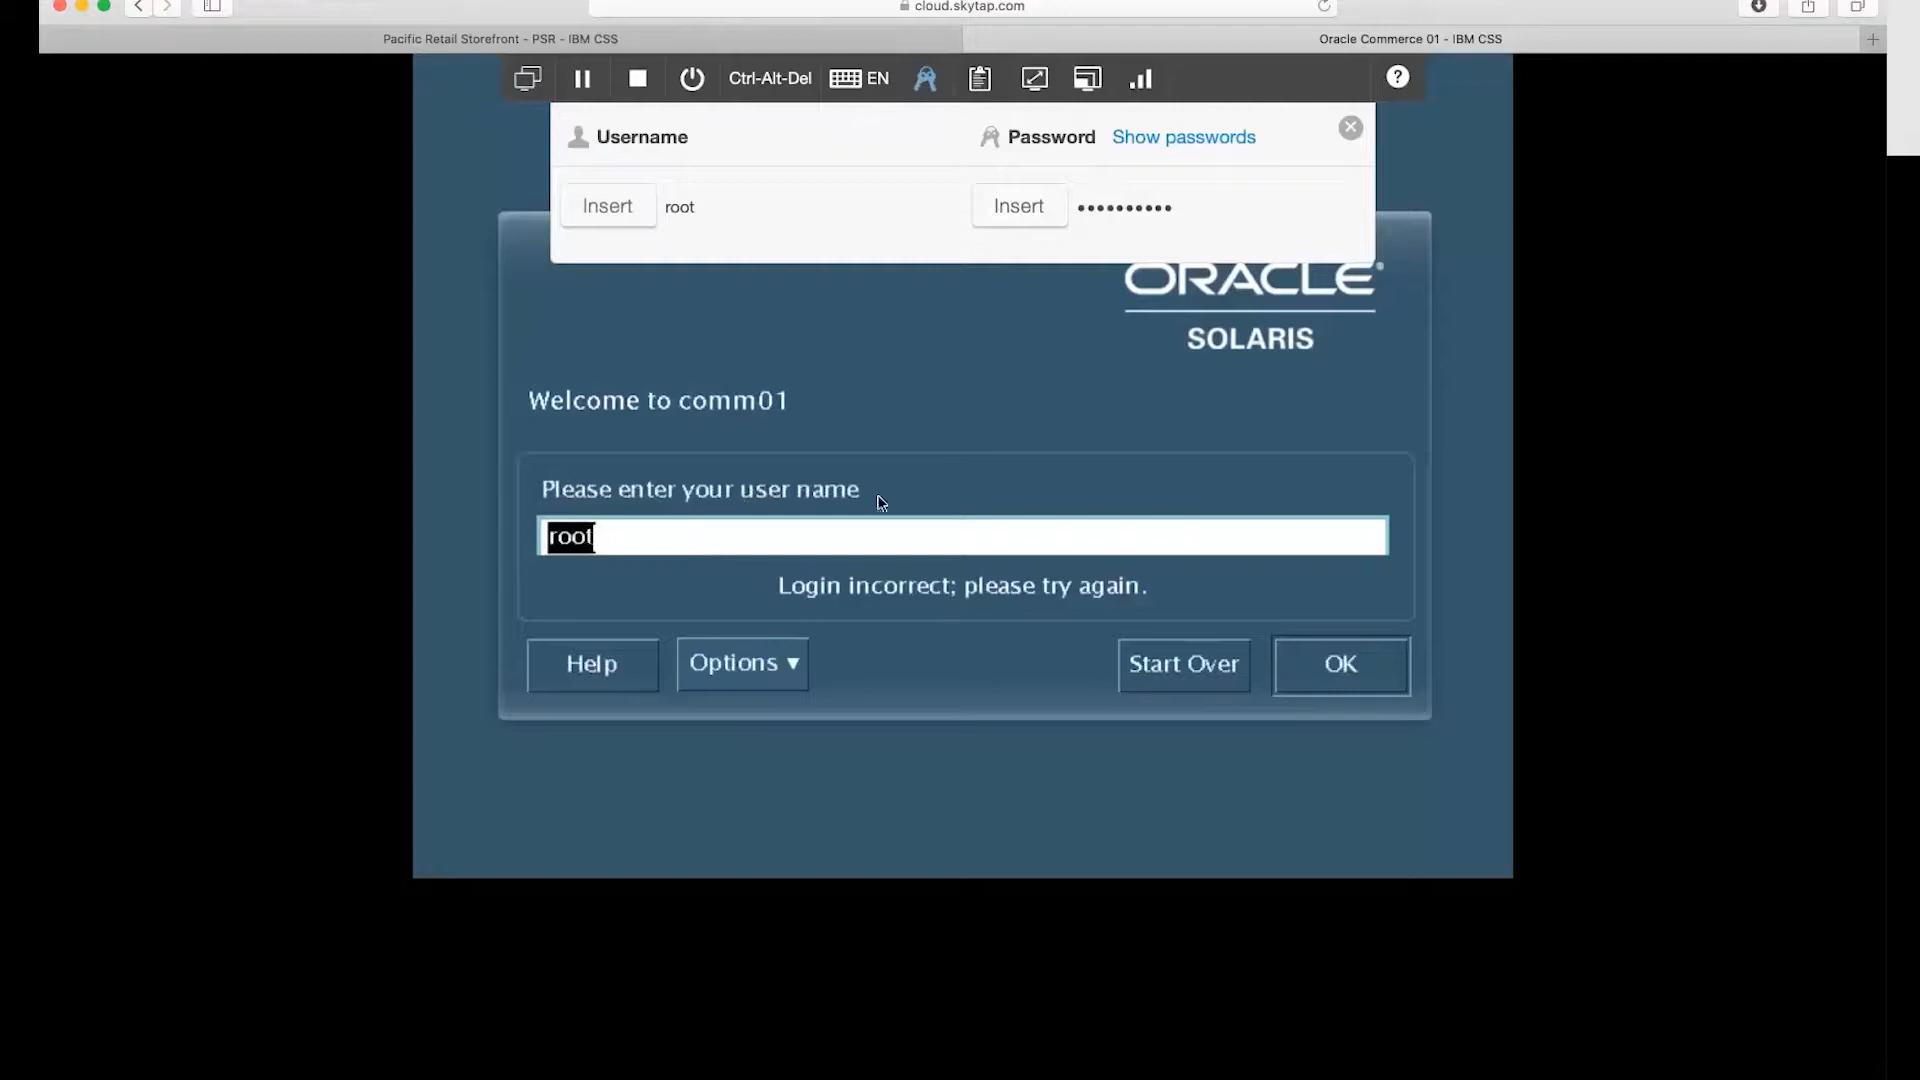 cloud.skytap.com
Pacific Retail Storefront - PSR - IBM CSS
Oracle Commerce 01 - IBM CSS
Ctrl-Alt-Del EN ?
Username Password Show passwords
Insert root Insert ••••••••••
ORACLE®
SOLARIS
Welcome to comm01
Please enter your user name
root
Login incorrect; please try again.
Help Options ▾ Start Over OK